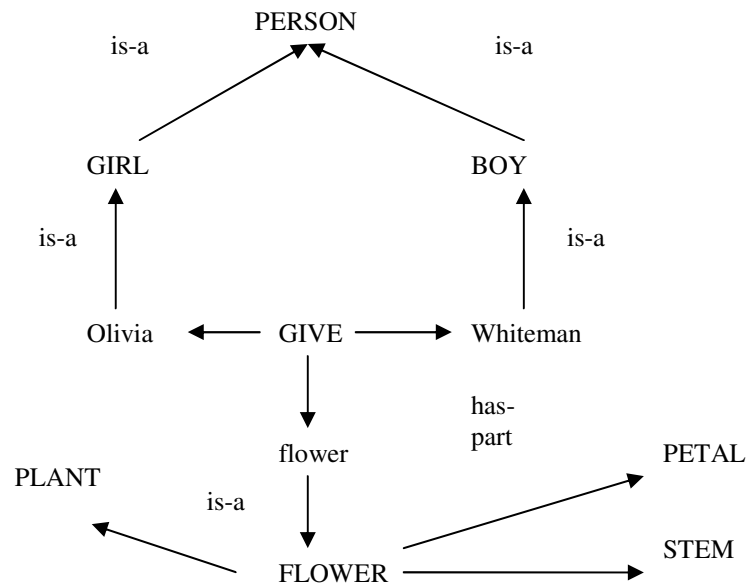 PERSON
is-a is-a
GIRL BOY
is-a is-a
Olivia GIVE Whiteman
has-
part
flower PETAL
PLANT
is-a
STEM
FLOWER